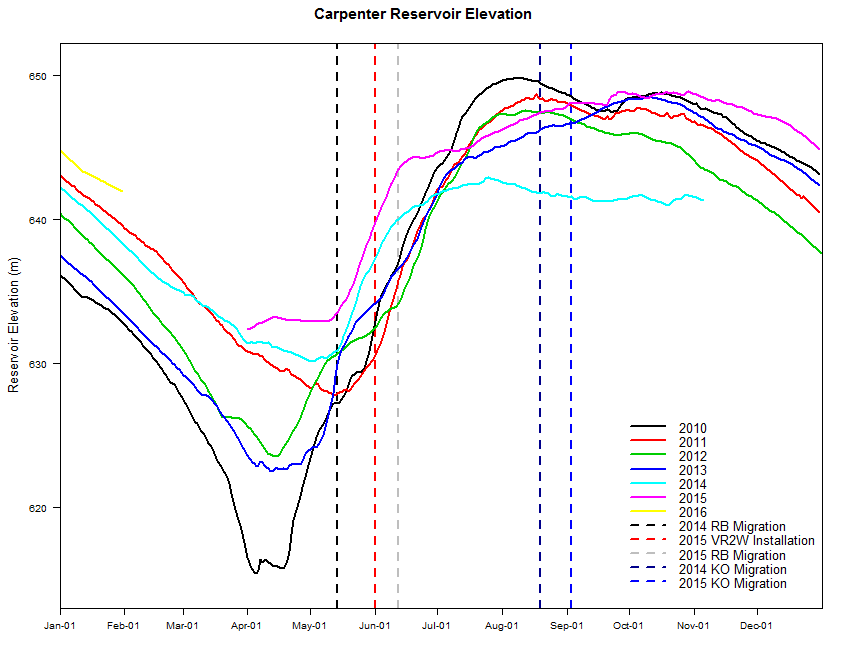 Carpenter Reservoir Elevation
Reservoir Elevation (m)
650
640
630
620
2010
2011
2012
2013
2014
2015
2016
2014 RB Migration
2015 VR2W Installation
2015 RB Migration
2014 KO Migration
2015 KO Migration
Jan-01 Feb-01 Mar-01 Apr-01 May-01 Jun-01 Jul-01 Aug-01 Sep-01 Oct-01 Nov-01 Dec-01